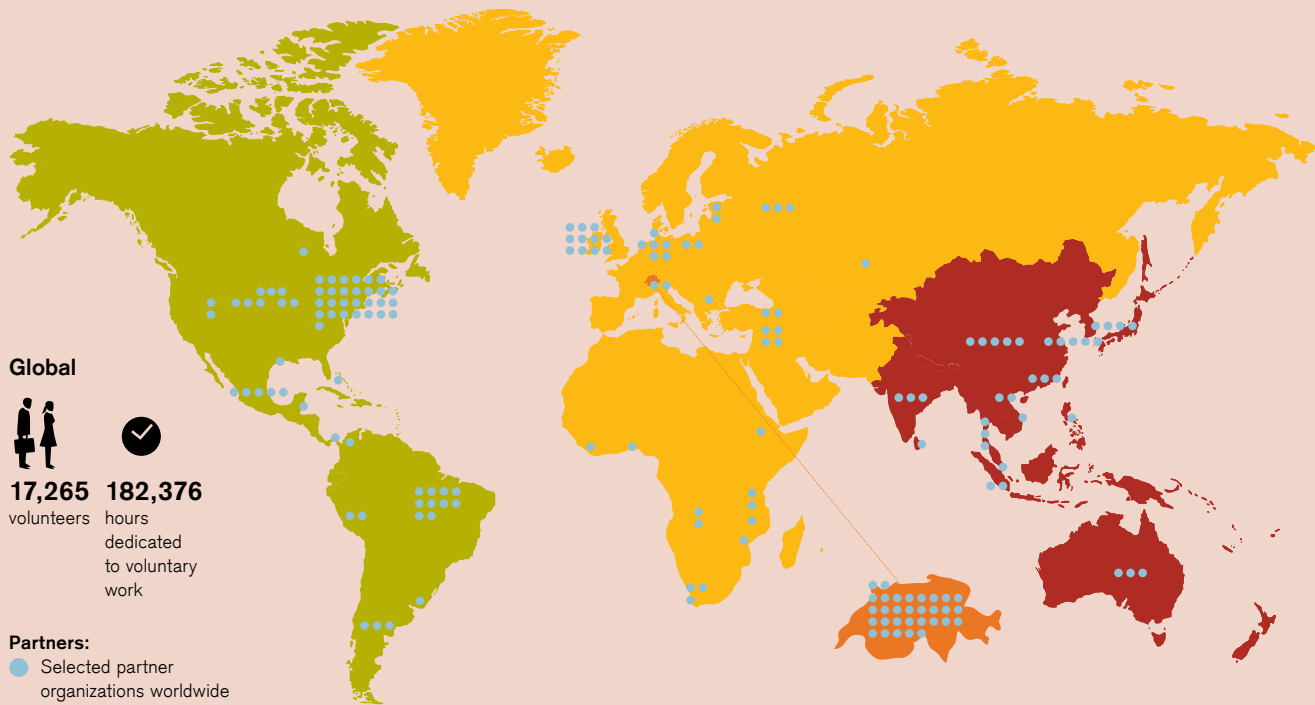 Global
17,265
volunteers
182,376
hours
dedicated
to voluntary
work
Partners:
Selected partner
organizations worldwide